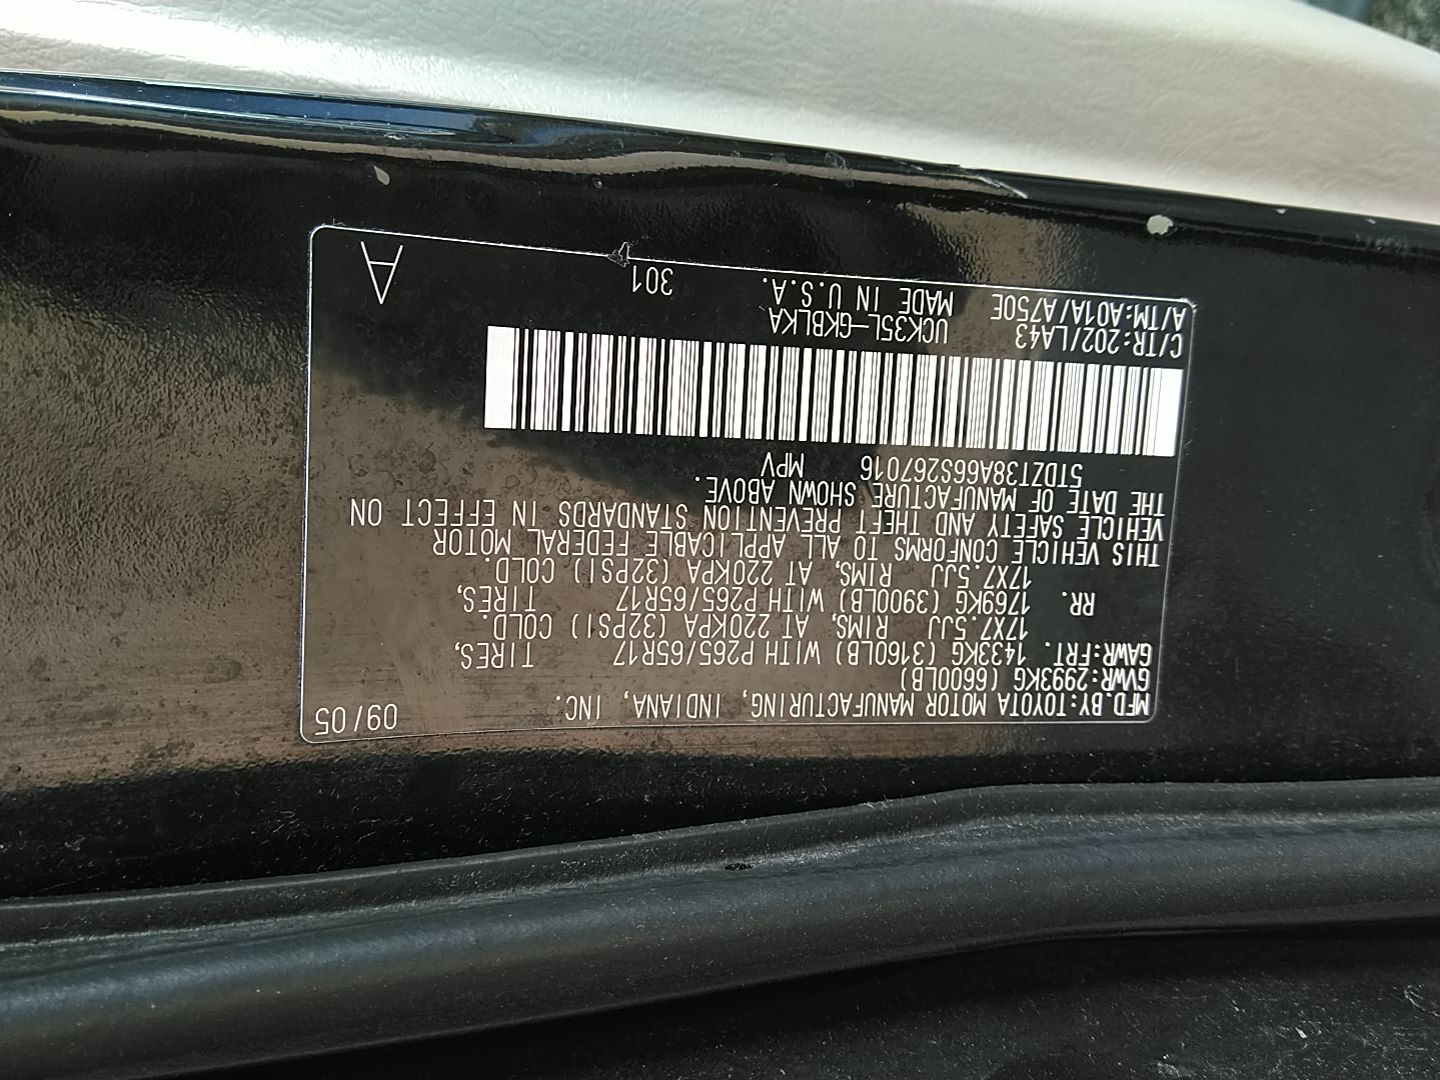 MFD.BY:TOYOTA MOTOR MANUFACTURING, INDIANA, INC. 09/05
GVWR:2993KG (6600LB)
GAWR:FRT. 1433KG (3160LB) WITH P265/65R17 TIRES,
17X7.5JJ RIMS, AT 220KPA (32PSI) COLD.
RR. 1769KG (3900LB) WITH P265/65R17 TIRES,
17X7.5JJ RIMS, AT 220KPA (32PSI) COLD.
THIS VEHICLE CONFORMS TO ALL APPLICABLE FEDERAL MOTOR
VEHICLE SAFETY AND THEFT PREVENTION STANDARDS IN EFFECT ON
THE DATE OF MANUFACTURE SHOWN ABOVE.
5TDZT38A66S267016 MPV
C/TR:202/LA43 UCK35L-GKBLKA
A/TM:A01A/A750E MADE IN U.S.A. 301 A